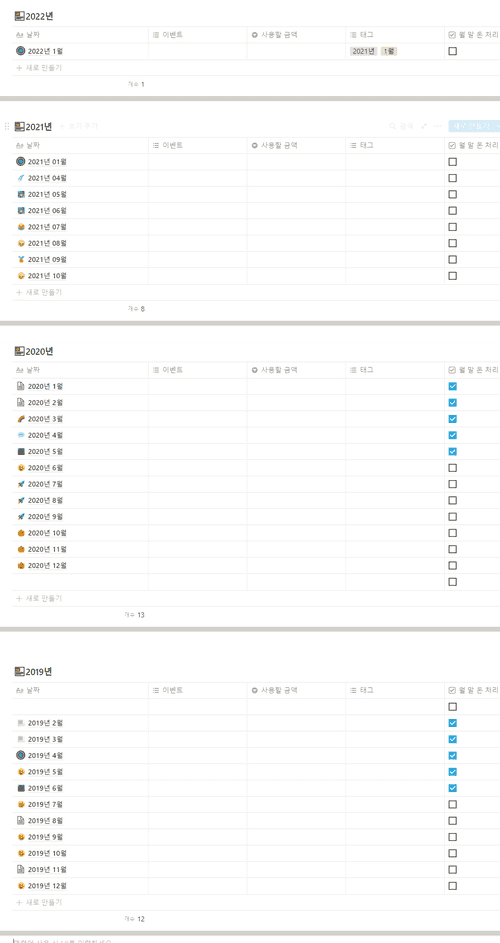 2022년
Aa 날짜 이벤트 사용할 금액 태그 월 말 돈 처리
2022년 1월 2022년 1월
+ 새로 만들기
개수 1
2021년 + 보기 추가 검색
Aa 날짜 이벤트 사용할 금액 태그 월 말 돈 처리
2021년 01월
2021년 04월
2021년 05월
2021년 06월
2021년 07월
2021년 08월
2021년 09월
2021년 10월
+ 새로 만들기
개수 8
2020년
Aa 날짜 이벤트 사용할 금액 태그 월 말 돈 처리
2020년 1월
2020년 2월
2020년 3월
2020년 4월
2020년 5월
2020년 6월
2020년 7월
2020년 8월
2020년 9월
2020년 10월
2020년 11월
2020년 12월
+ 새로 만들기
개수 13
2019년
Aa 날짜 이벤트 사용할 금액 태그 월 말 돈 처리
2019년 2월
2019년 3월
2019년 4월
2019년 5월
2019년 6월
2019년 7월
2019년 8월
2019년 9월
2019년 10월
2019년 11월
2019년 12월
+ 새로 만들기
개수 12